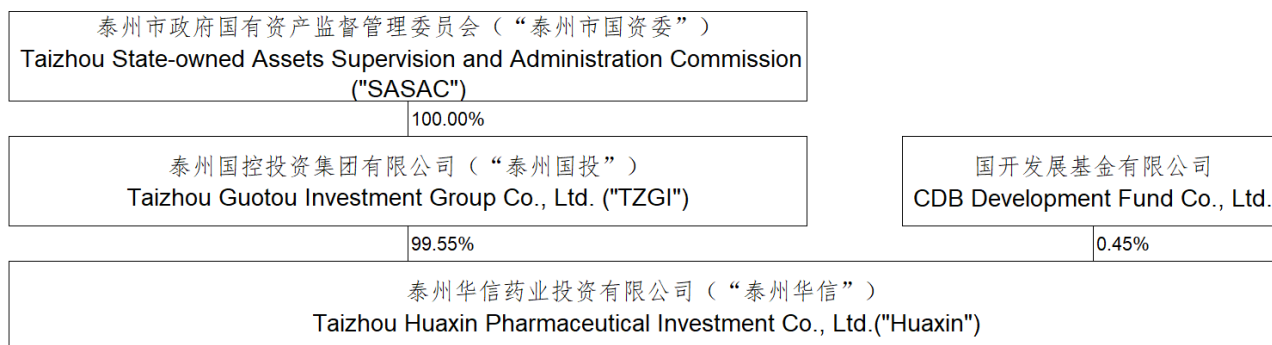 泰州市政府国有资产监督管理委员会（“泰州市国资委”）
Taizhou State-owned Assets Supervision and Administration Commission
("SASAC")
100.00%
泰州国控投资集团有限公司（“泰州国投”）
Taizhou Guotou Investment Group Co., Ltd. ("TZGI")
国开发展基金有限公司
CDB Development Fund Co., Ltd.
99.55%
0.45%
泰州华信药业投资有限公司（“泰州华信”）
Taizhou Huaxin Pharmaceutical Investment Co., Ltd.("Huaxin")